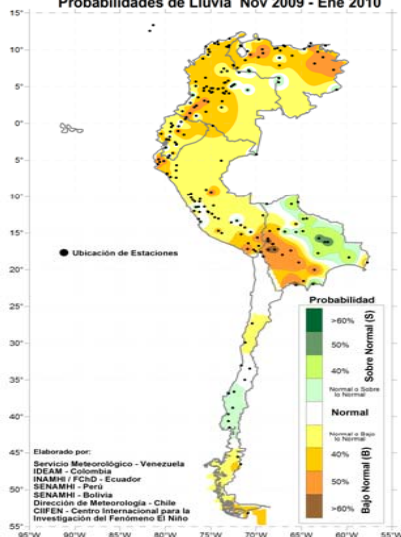 Probabilidades de Lluvia Nov 2009 - Ene 2010
15°
10°
5°
0°
5°
10°
15°
20°
25°
30°
35°
40°
45°
50°
55°
Ubicación de Estaciones
Probabilidad
>60%
50%
40%
Normal o Sobre
lo Normal
Normal
Normal o Bajo
lo Normal
40%
50%
>60%
Sobre Normal (S)
Bajo Normal (B)
Elaborado por:
Servicio Meteorológico - Venezuela
IDEAM - Colombia
INAMHI / FChD - Ecuador
SENAMHI - Perú
SENAMHI - Bolivia
Dirección de Meteorología - Chile
CIIFEN - Centro Internacional para la
Investigación del Fenómeno El Niño
95°W 90°W 85°W 80°W 75°W 70°W 65°W 60°W 55°W